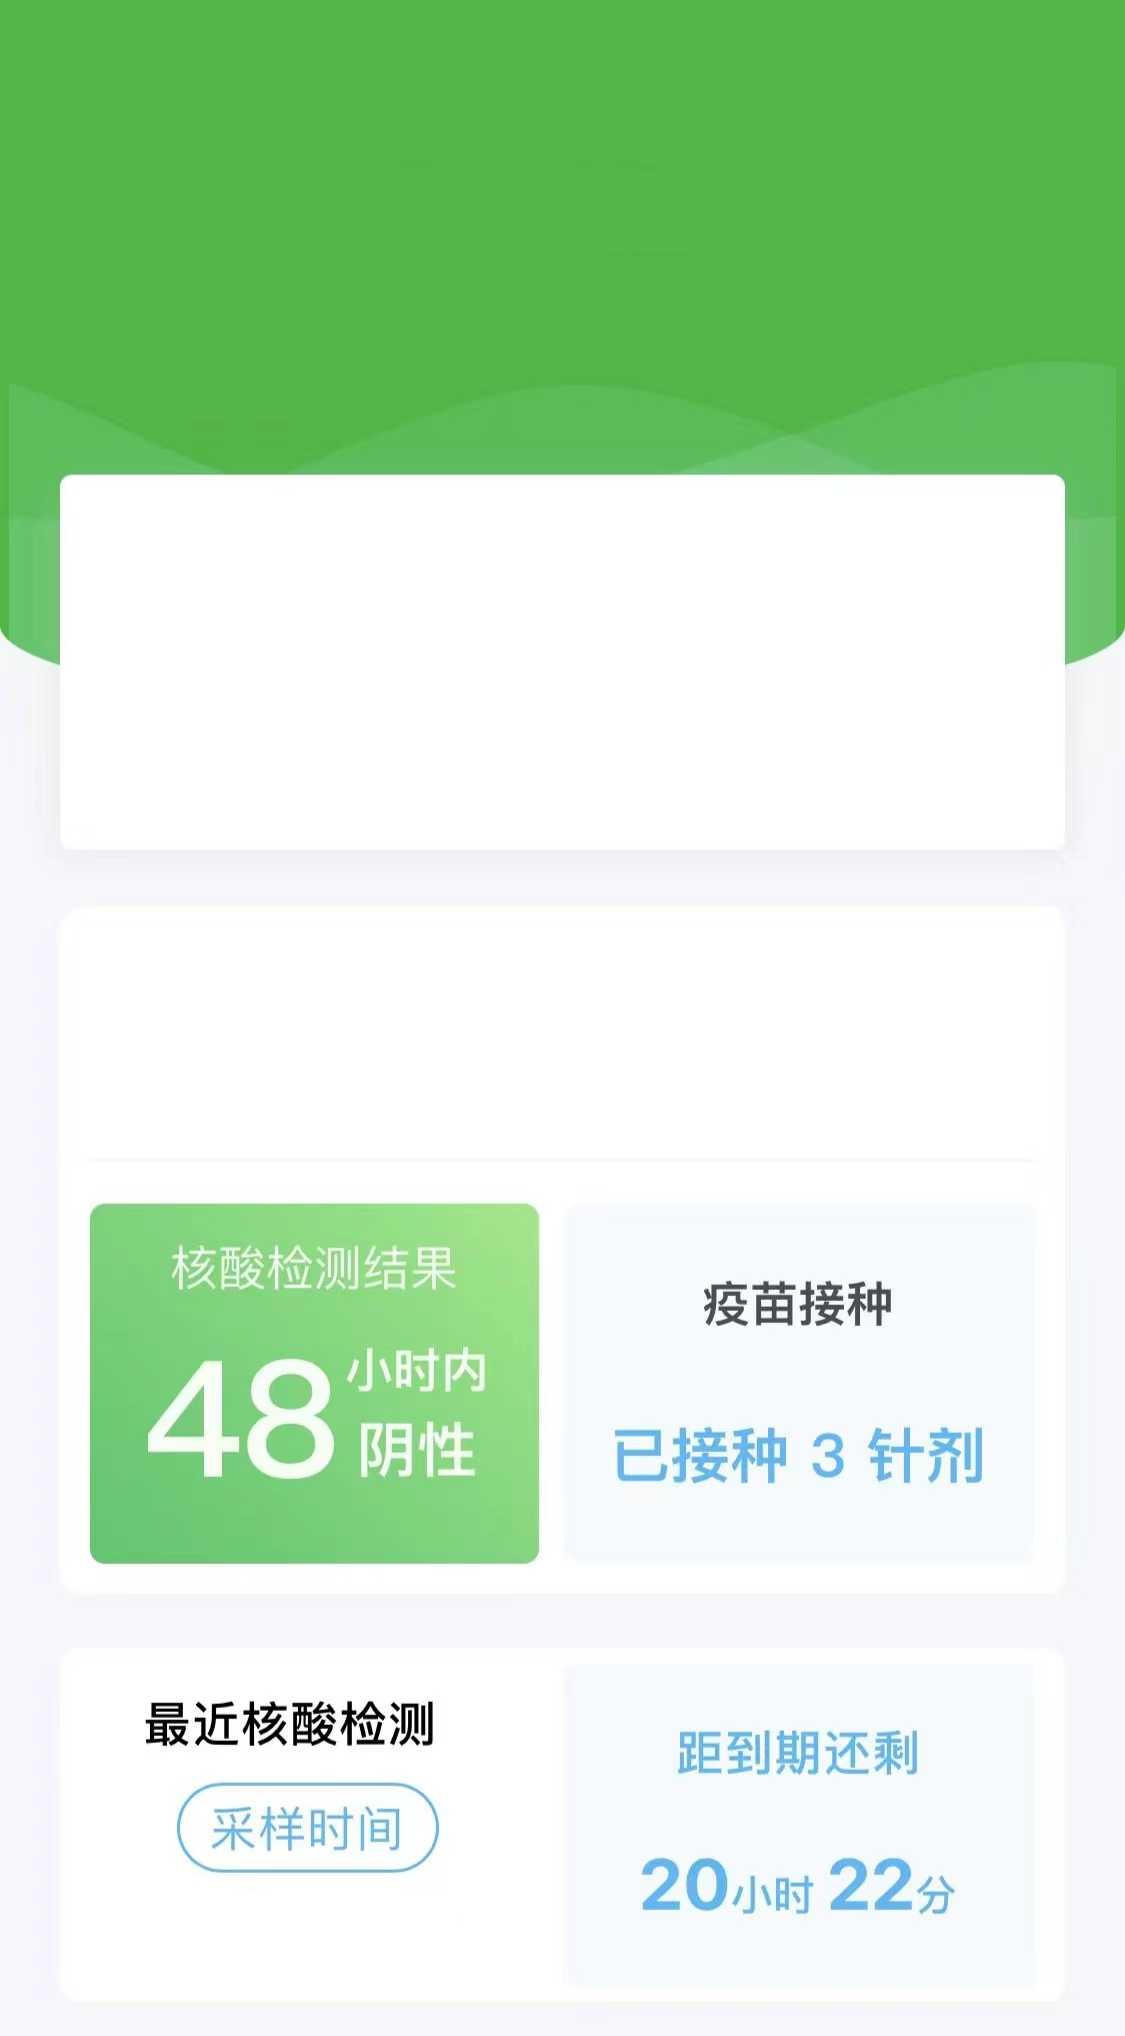 核酸检测结果
48 小时内
阴性
疫苗接种
已接种 3 针剂
最近核酸检测
采样时间
距到期还剩
20小时 22分